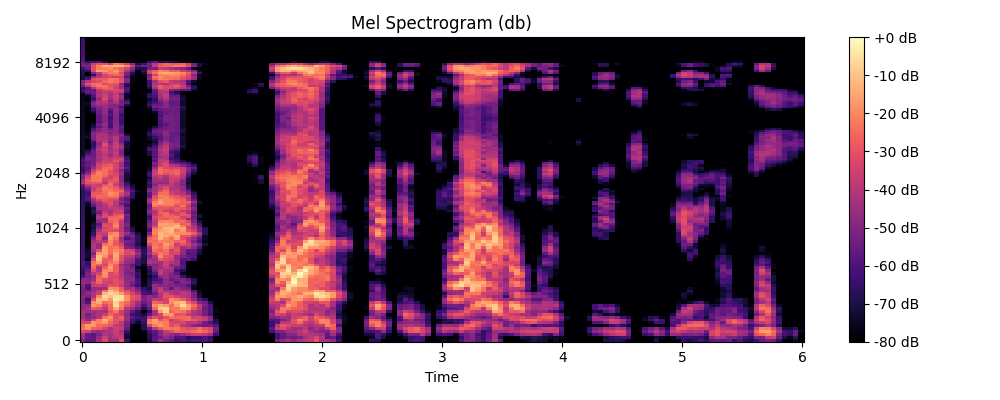 Mel Spectrogram (db)
8192
4096
2048
1024
512
0
Hz
0 1 2 3 4 5 6
Time
+0 dB
-10 dB
-20 dB
-30 dB
-40 dB
-50 dB
-60 dB
-70 dB
-80 dB